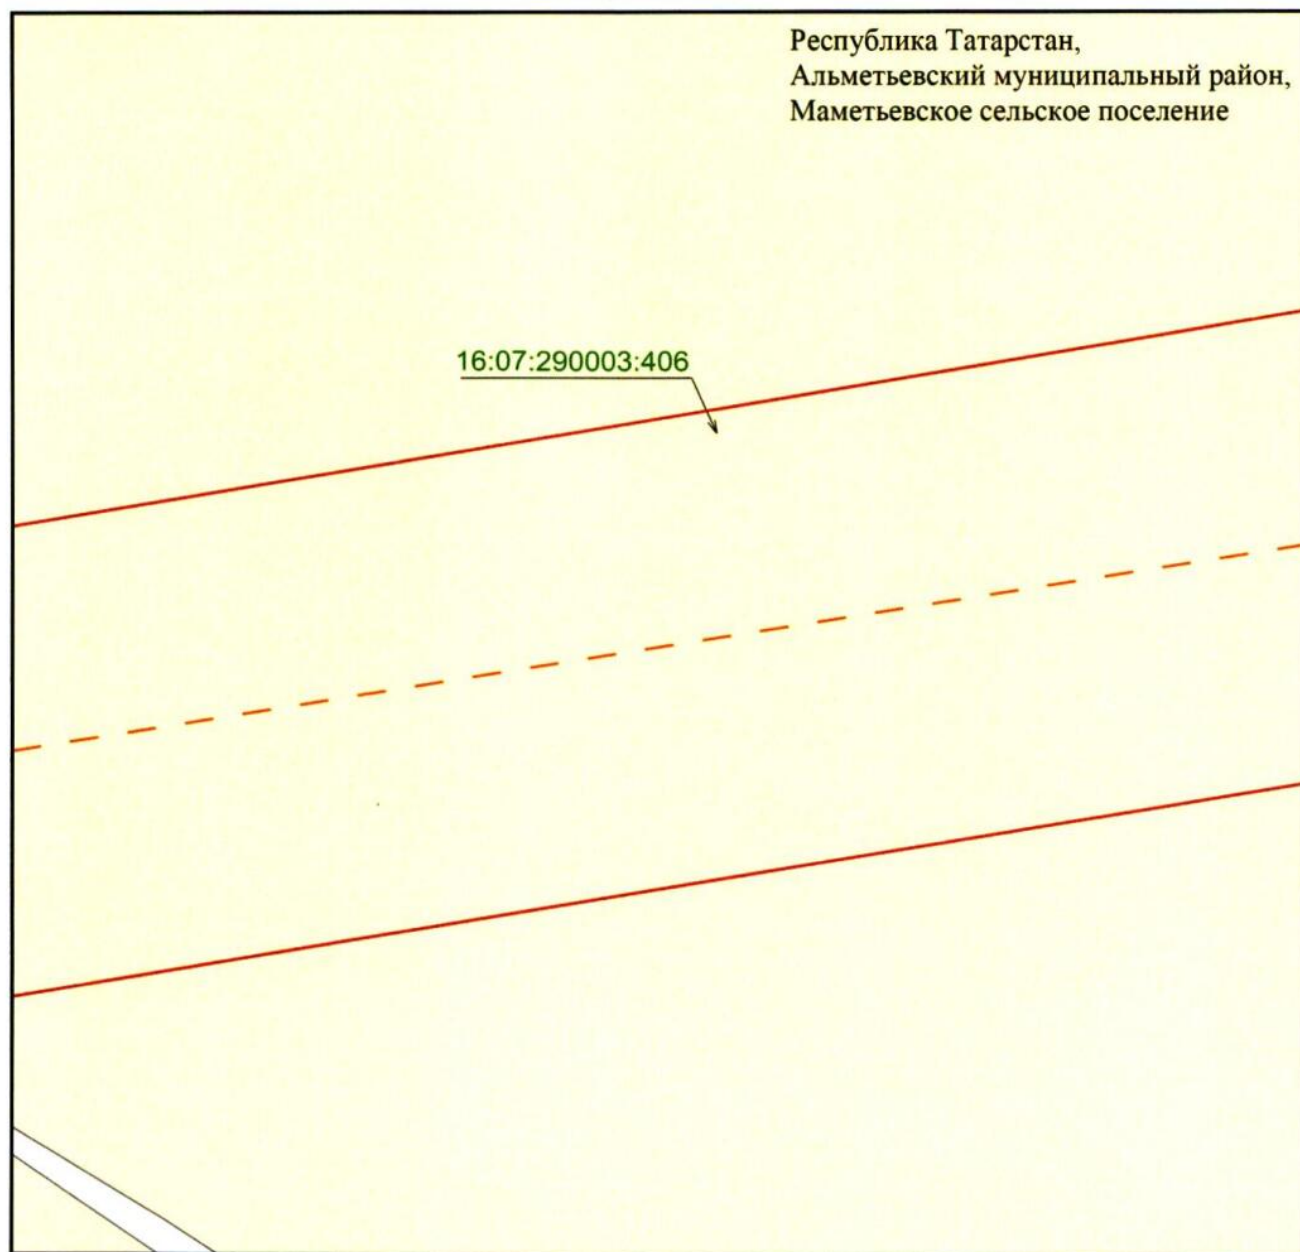 Республика Татарстан,
Альметьевский муниципальный район,
Маметьевское сельское поселение
16:07:290003:406